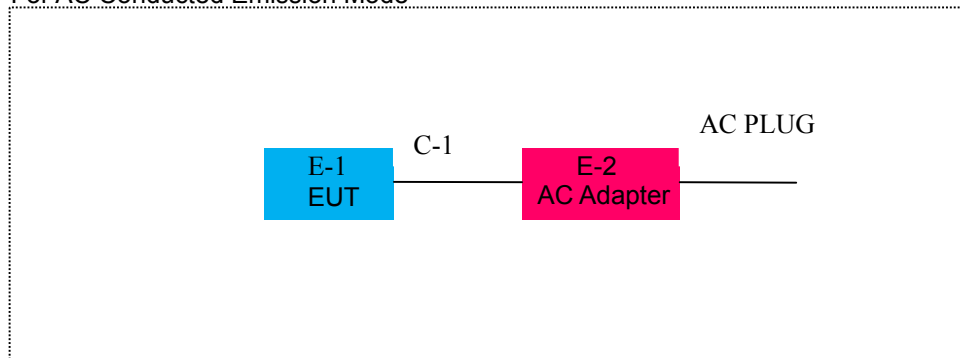 For AC Conducted Emission Mode
AC PLUG
C-1
E-1
EUT
E-2
AC Adapter